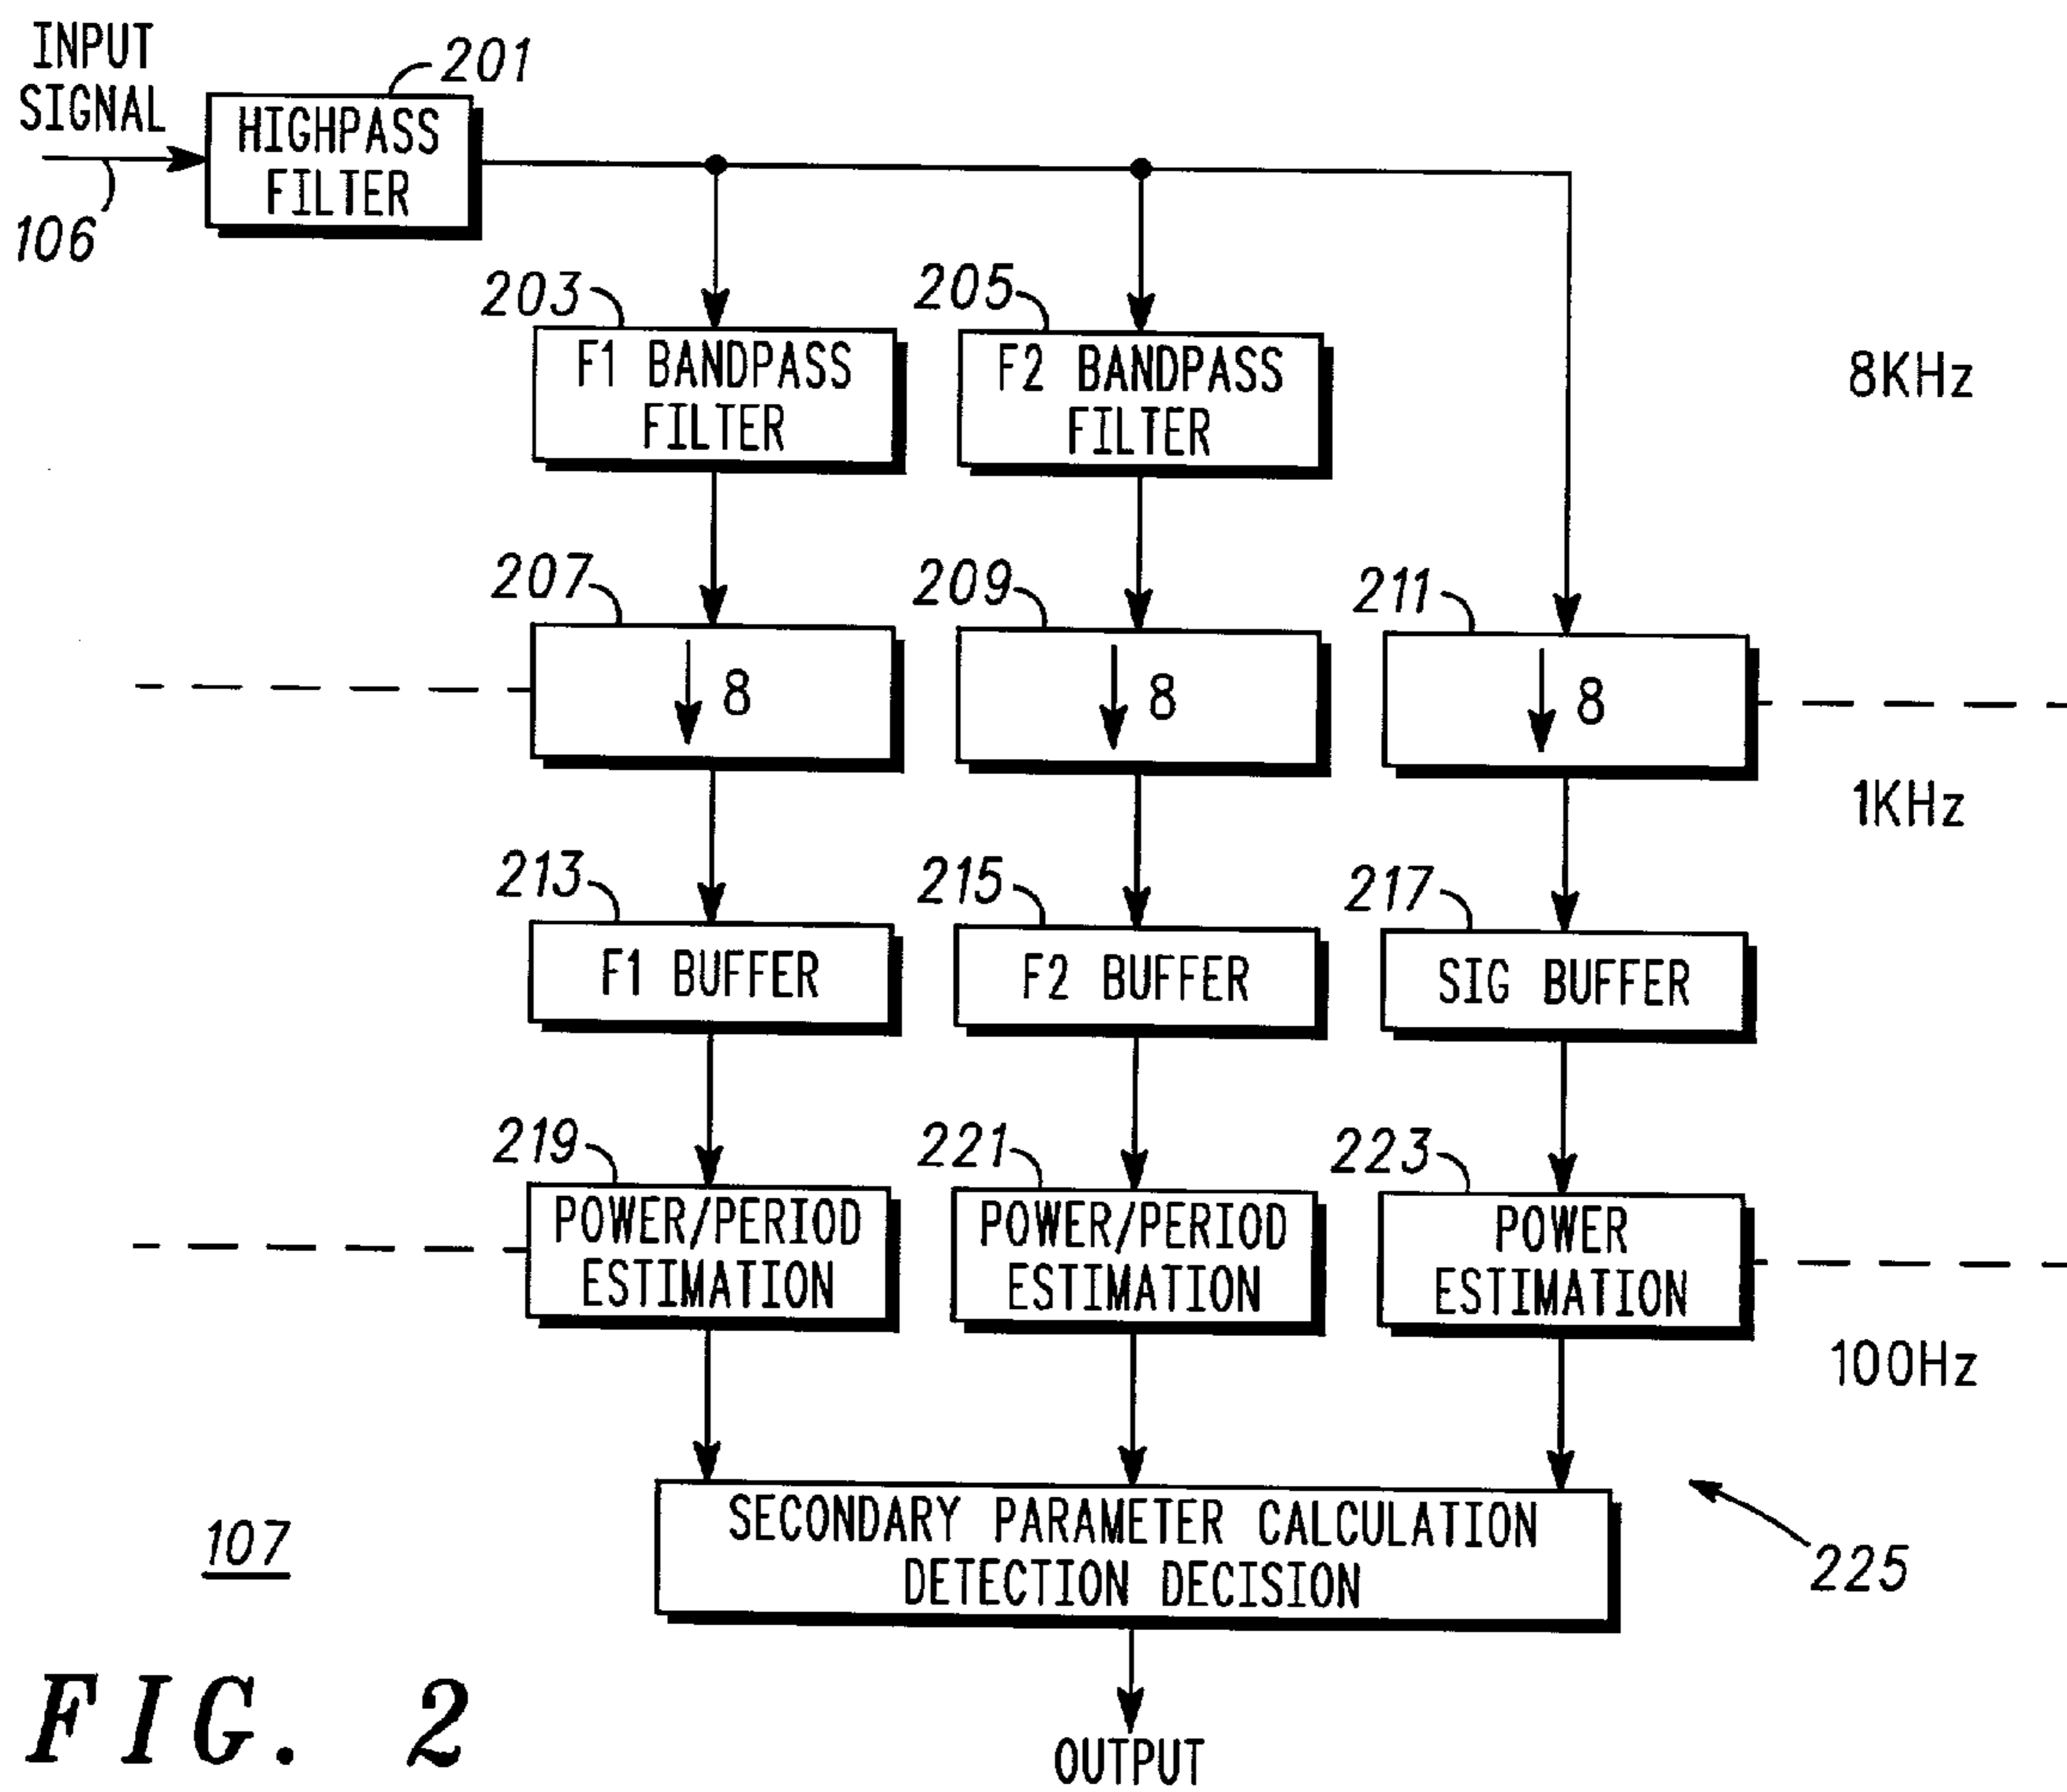 INPUT
SIGNAL
106
201
HIGHPASS
FILTER
203
F1 BANDPASS
FILTER
205
F2 BANDPASS
FILTER
8KHz
207
↓ 8
209
↓ 8
211
↓ 8
1KHz
213
F1 BUFFER
215
F2 BUFFER
217
SIG BUFFER
219
POWER/PERIOD
ESTIMATION
221
POWER/PERIOD
ESTIMATION
223
POWER
ESTIMATION
100Hz
SECONDARY PARAMETER CALCULATION
DETECTION DECISION
225
107
OUTPUT
FIG. 2